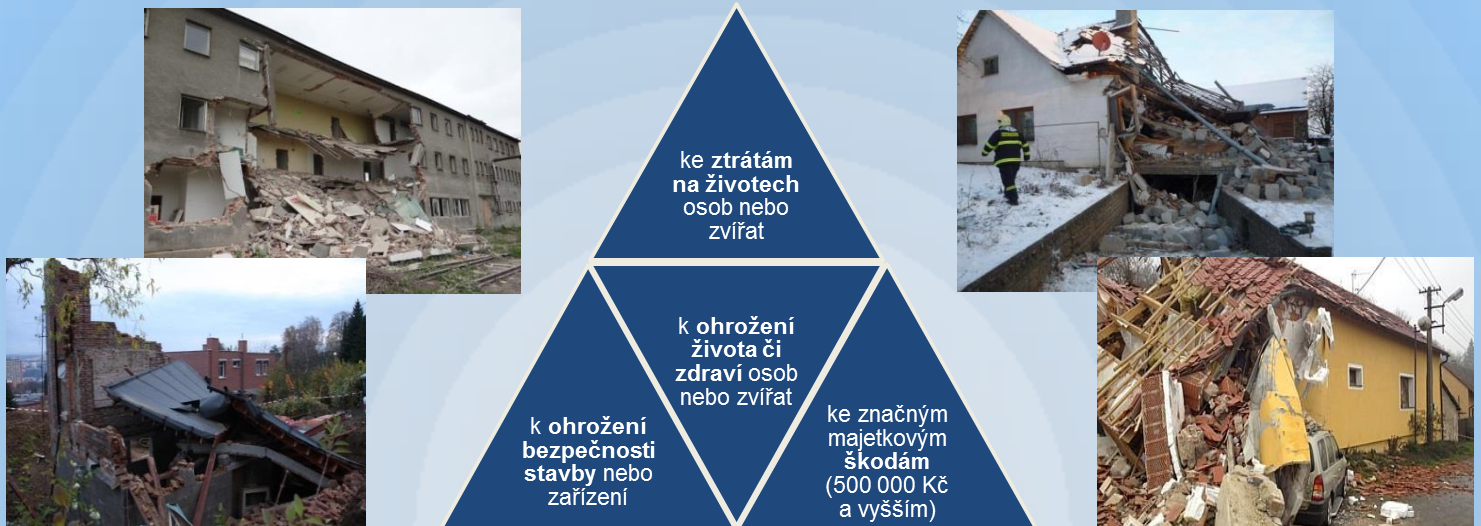 ke ztrátám
na životech
osob nebo
zvířat
k ohrožení
života či
zdraví osob
nebo zvířat
k ohrožení
bezpečnosti
stavby nebo
zařízení
ke značným
majetkovým
škodám
(500 000 Kč
a vyšším)